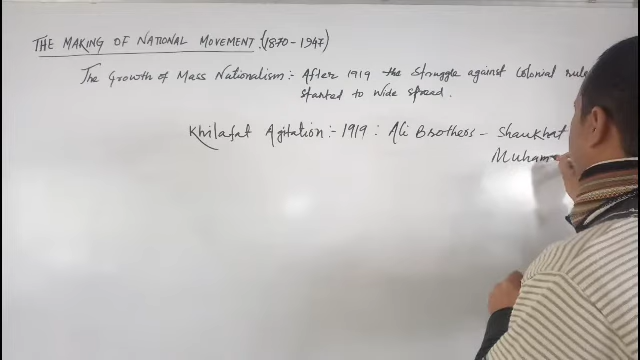 THE MAKING OF NATIONAL MOVEMENT: (1870-1947)
The Growth of Mass Nationalism:- After 1919 the struggle against Colonial rule
started to wide spread.
Khilafat Agitation:- 1919: Ali Brothers - Shaukhat
Muham